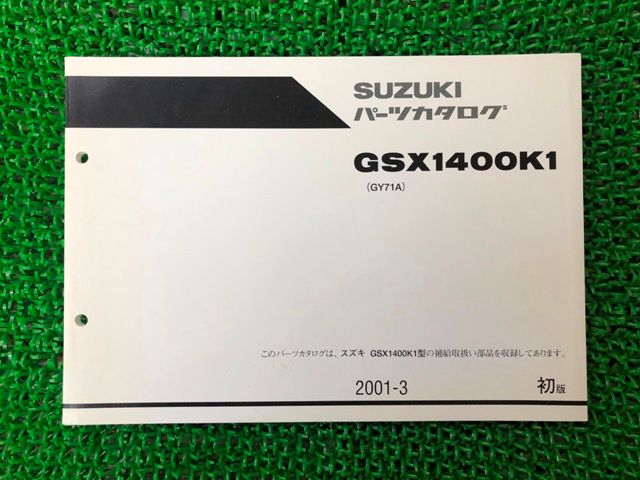 SUZUKI
パーツカタログ
GSX1400K1
(GY71A)
このパーツカタログは、スズキ GSX1400K1型の補給取扱い部品を収録してあります。
2001-3 初版